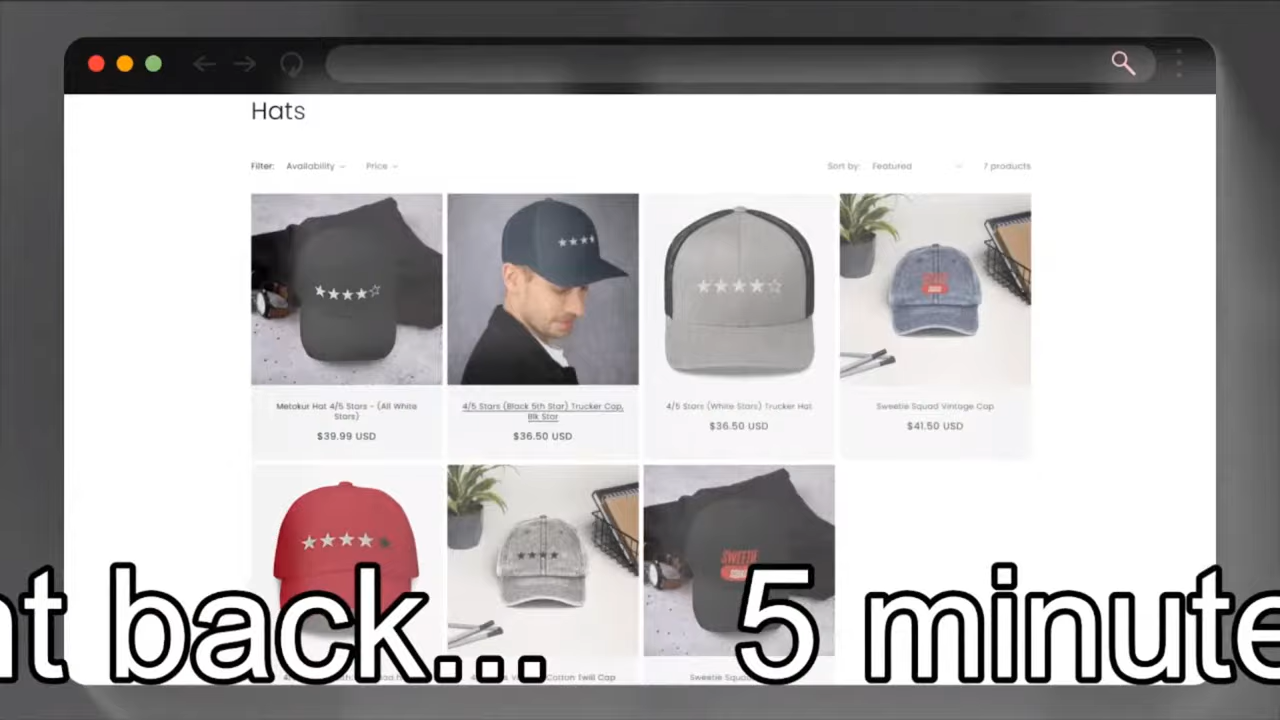 Hats
Filter: Availability Price
Sort by: Featured 7 products
Metokur Hat 4/5 Stars - (All White
Stars)
$39.99 USD
4/5 Stars (Black 5th Star) Trucker Cap,
Blk Star
$36.50 USD
4/5 Stars (White Stars) Trucker Hat
$36.50 USD
Sweetie Squad Vintage Cap
$41.50 USD
SWEETIE
back... 5 minute
Cotton Twill Cap